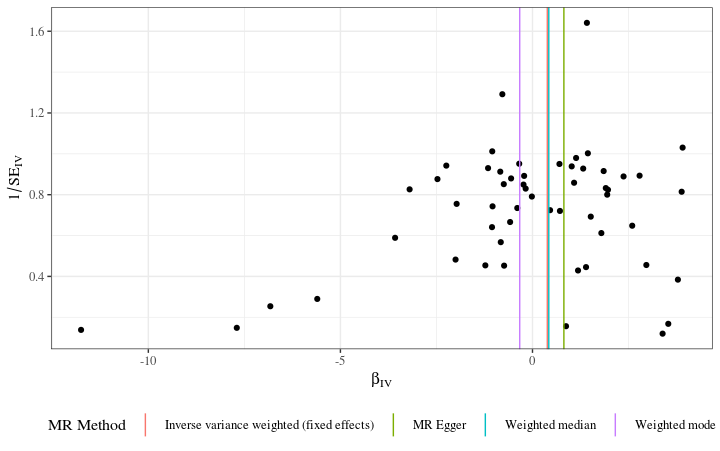 1.6
1.2
0.8
0.4
1/SE_IV
-10
-5
0
β_IV
MR Method
Inverse variance weighted (fixed effects)
MR Egger
Weighted median
Weighted mode